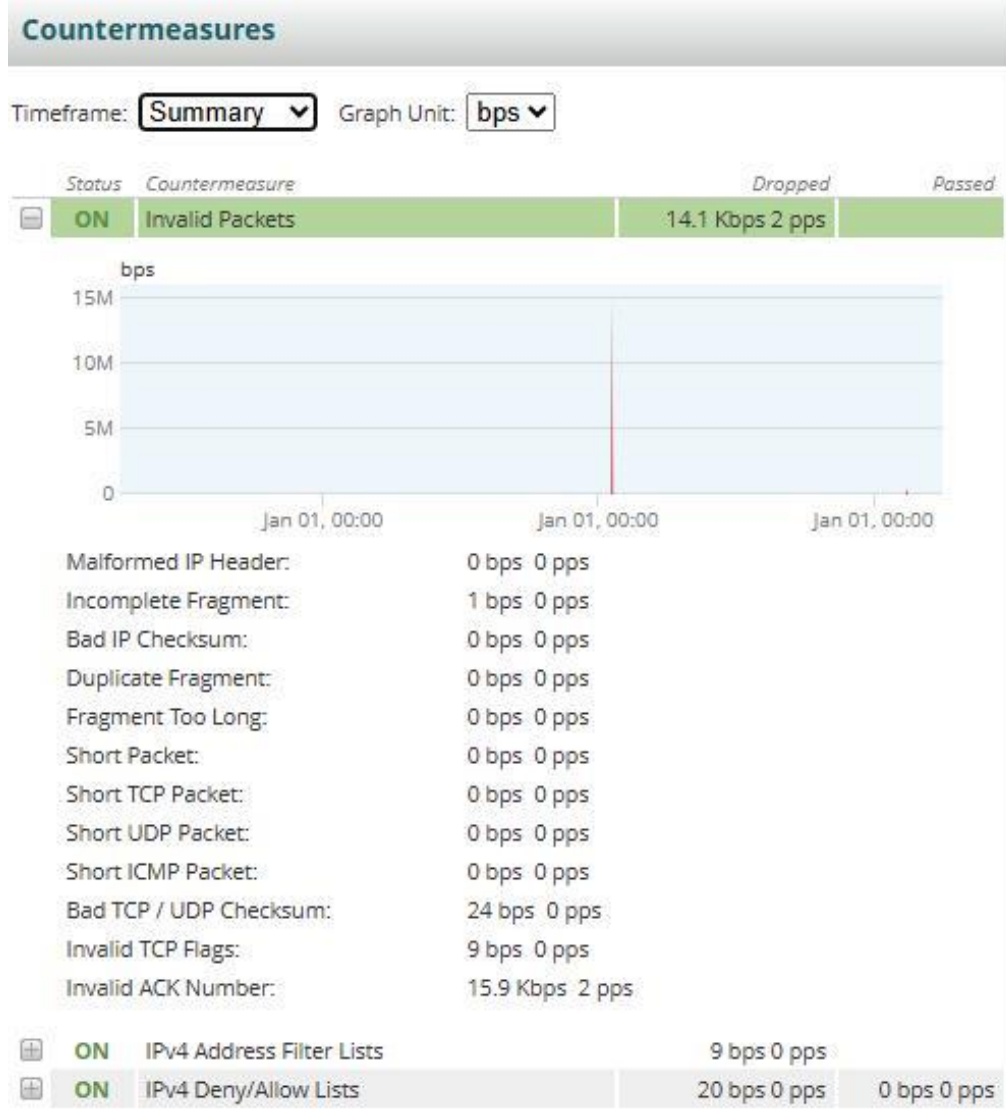 Countermeasures
Timeframe: Summary Graph Unit: bps
Status Countermeasure Dropped Passed
ON Invalid Packets 14.1 Kbps 2 pps
bps
15M
10M
5M
0
Jan 01, 00:00 Jan 01, 00:00 Jan 01, 00:00
Malformed IP Header: 0 bps 0 pps
Incomplete Fragment: 1 bps 0 pps
Bad IP Checksum: 0 bps 0 pps
Duplicate Fragment: 0 bps 0 pps
Fragment Too Long: 0 bps 0 pps
Short Packet: 0 bps 0 pps
Short TCP Packet: 0 bps 0 pps
Short UDP Packet: 0 bps 0 pps
Short ICMP Packet: 0 bps 0 pps
Bad TCP / UDP Checksum: 24 bps 0 pps
Invalid TCP Flags: 9 bps 0 pps
Invalid ACK Number: 15.9 Kbps 2 pps
ON IPv4 Address Filter Lists 9 bps 0 pps
ON IPv4 Deny/Allow Lists 20 bps 0 pps 0 bps 0 pps